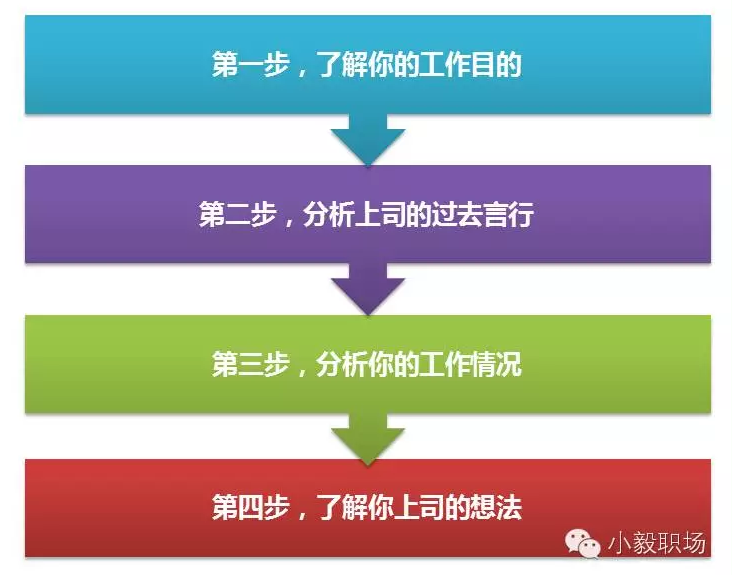 第一步，了解你的工作目的
第二步，分析上司的过去言行
第三步，分析你的工作情况
第四步，了解你上司的想法
小毅职场